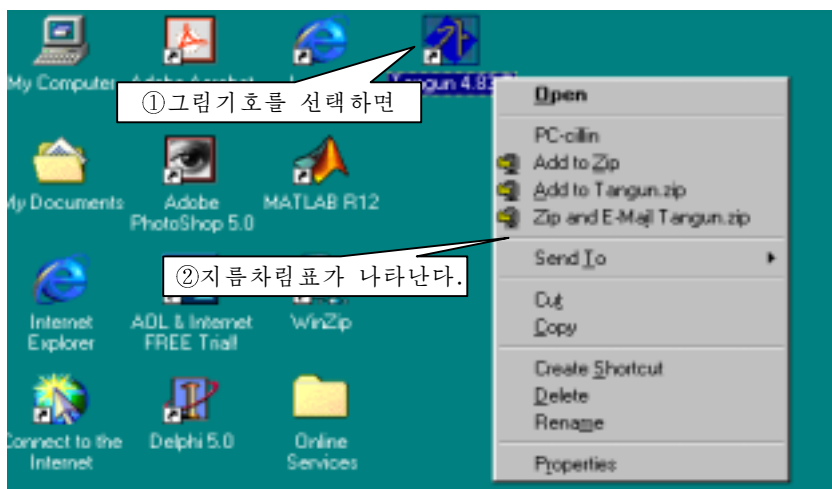 My Computer
①그림기호를 선택하면
Open
PC-cillin
Add to Zip
Add to Tangun.zip
Zip and E-Mail Tangun.zip
My Documents
Adobe
PhotoShop 5.0
MATLAB R12
②지름차림표가 나타난다.
Send To
Cut
Copy
Internet
Explorer
AOL & Internet
FREE Trial!
WinZip
Create Shortcut
Delete
Rename
Connect to the
Internet
Delphi 5.0
Online
Services
Properties